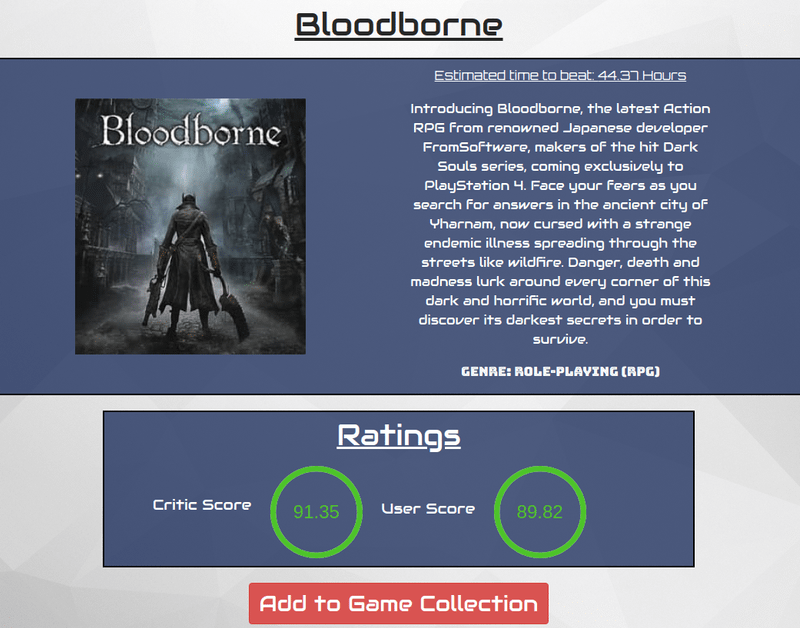 Bloodborne
Bloodborne
Estimated time to beat: 44.37 Hours
Introducing Bloodborne, the latest Action
RPG from renowned Japanese developer
FromSoftware, makers of the hit Dark
Souls series, coming exclusively to
PlayStation 4. Face your fears as you
search for answers in the ancient city of
Yharnam, now cursed with a strange
endemic illness spreading through the
streets like wildfire. Danger, death and
madness lurk around every corner of this
dark and horrific world, and you must
discover its darkest secrets in order to
survive.
GENRE: ROLE-PLAYING (RPG)
Ratings
Critic Score
91.35
User Score
89.82
Add to Game Collection